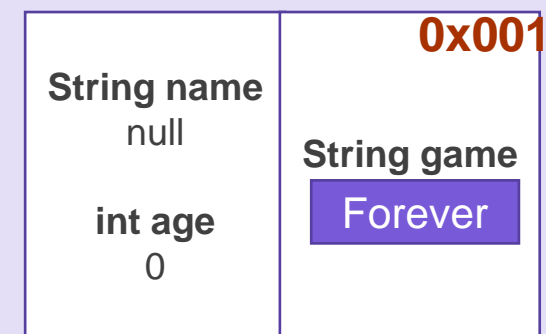 0x001
String name
null
int age
0
String game
Forever